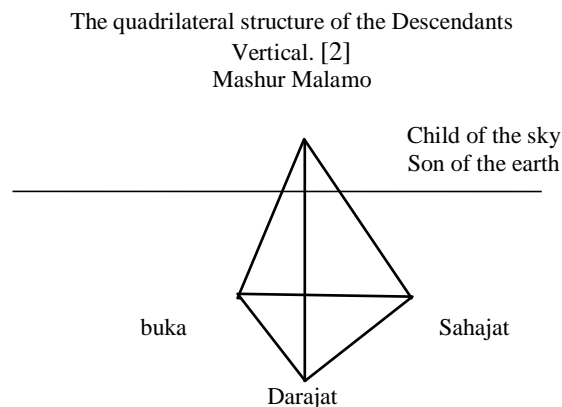 The quadrilateral structure of the Descendants
Vertical. [2]
Mashur Malamo
Child of the sky
Son of the earth
buka
Sahajat
Darajat